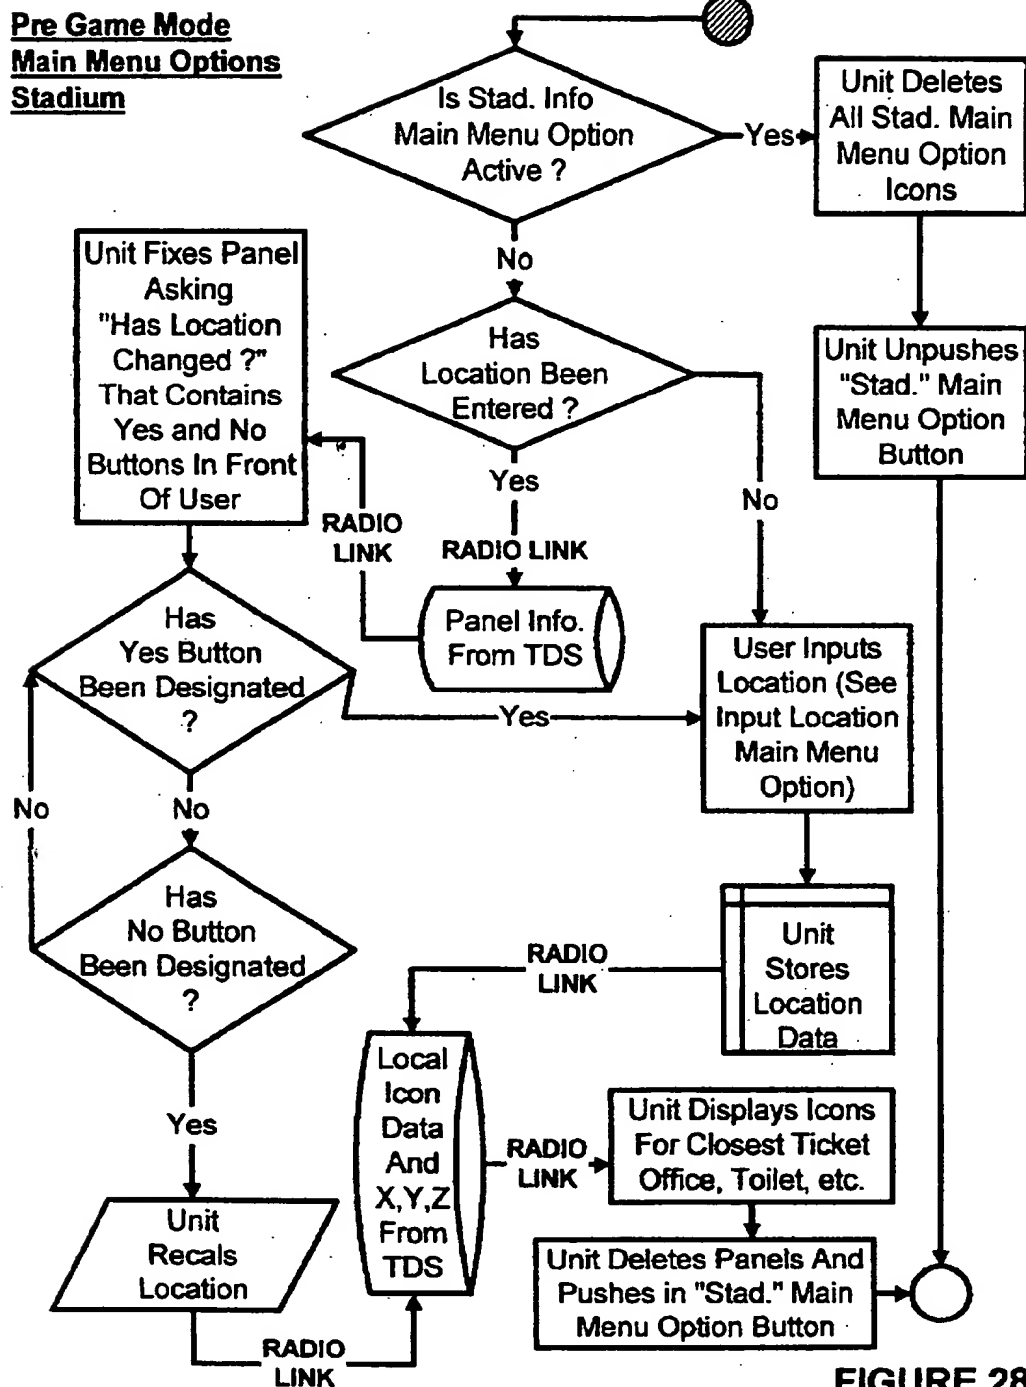 Pre Game Mode
Main Menu Options
Stadium
Is Stad. Info
Main Menu Option
Active ?
Yes
Unit Deletes
All Stad. Main
Menu Option
Icons
No
Unit Fixes Panel
Asking
"Has Location
Changed ?"
That Contains
Yes and No
Buttons In Front
Of User
Has
Location Been
Entered ?
Unit Unpushes
"Stad." Main
Menu Option
Button
Yes
No
RADIO
LINK
RADIO LINK
Panel Info.
From TDS
Has
Yes Button
Been Designated
?
Yes
User Inputs
Location (See
Input Location
Main Menu
Option)
No
No
Has
No Button
Been Designated
?
Unit
Stores
Location
Data
RADIO
LINK
Local
Icon
Data
And
X,Y,Z
From
TDS
Yes
RADIO
LINK
Unit Displays Icons
For Closest Ticket
Office, Toilet, etc.
Unit
Recals
Location
Unit Deletes Panels And
Pushes in "Stad." Main
Menu Option Button
RADIO
LINK
FIGURE 28